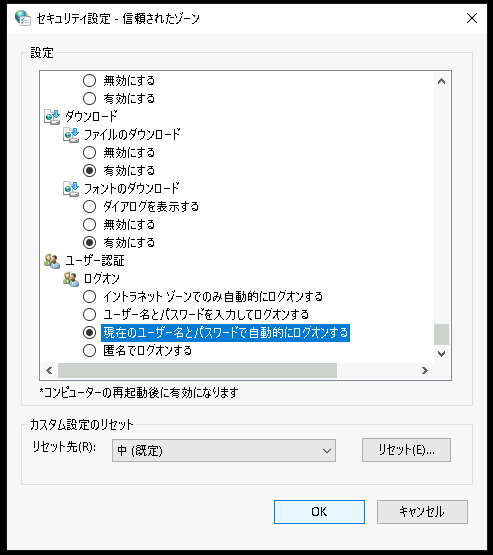 セキュリティ設定 - 信頼されたゾーン
設定
無効にする
有効にする
ダウンロード
ファイルのダウンロード
無効にする
有効にする
フォントのダウンロード
ダイアログを表示する
無効にする
有効にする
ユーザー認証
ログオン
イントラネット ゾーンでのみ自動的にログオンする
ユーザー名とパスワードを入力してログオンする
現在のユーザー名とパスワードで自動的にログオンする
匿名でログオンする
*コンピューターの再起動後に有効になります
カスタム設定のリセット
リセット先(R):
中 (既定)
リセット(E)...
OK
キャンセル